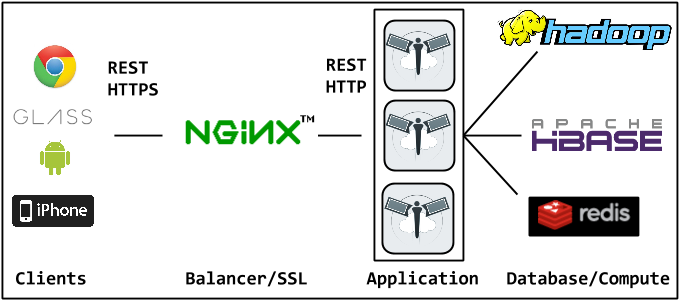 REST
HTTPS
GLASS
iPhone
NGiNX™
REST
HTTP
hadoop
APACHE
HBASE
redis
Clients
Balancer/SSL
Application
Database/Compute